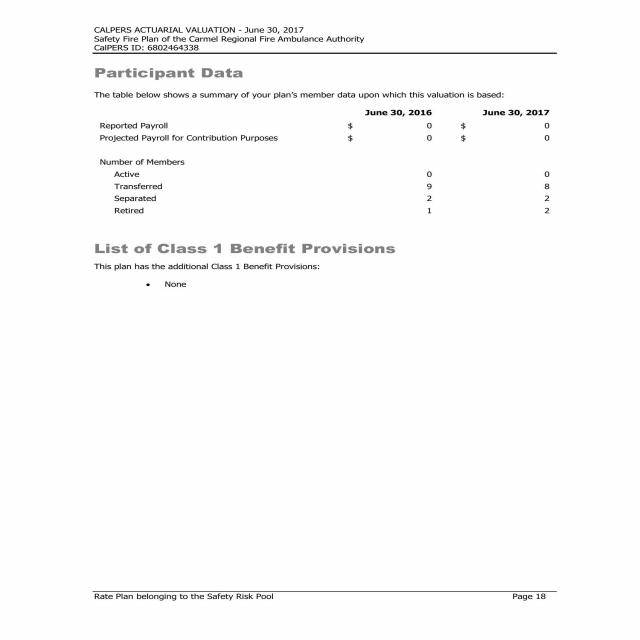 CALPERS ACTUARIAL VALUATION - June 30, 2017
Safety Fire Plan of the Carmel Regional Fire Ambulance Authority
CalPERS ID: 6802464338
Participant Data
The table below shows a summary of your plan's member data upon which this valuation is based:
June 30, 2016 June 30, 2017
Reported Payroll $ 0 $ 0
Projected Payroll for Contribution Purposes $ 0 $ 0
Number of Members
Active 0 0
Transferred 9 8
Separated 2 2
Retired 1 2
List of Class 1 Benefit Provisions
This plan has the additional Class 1 Benefit Provisions:
• None
Rate Plan belonging to the Safety Risk Pool Page 18